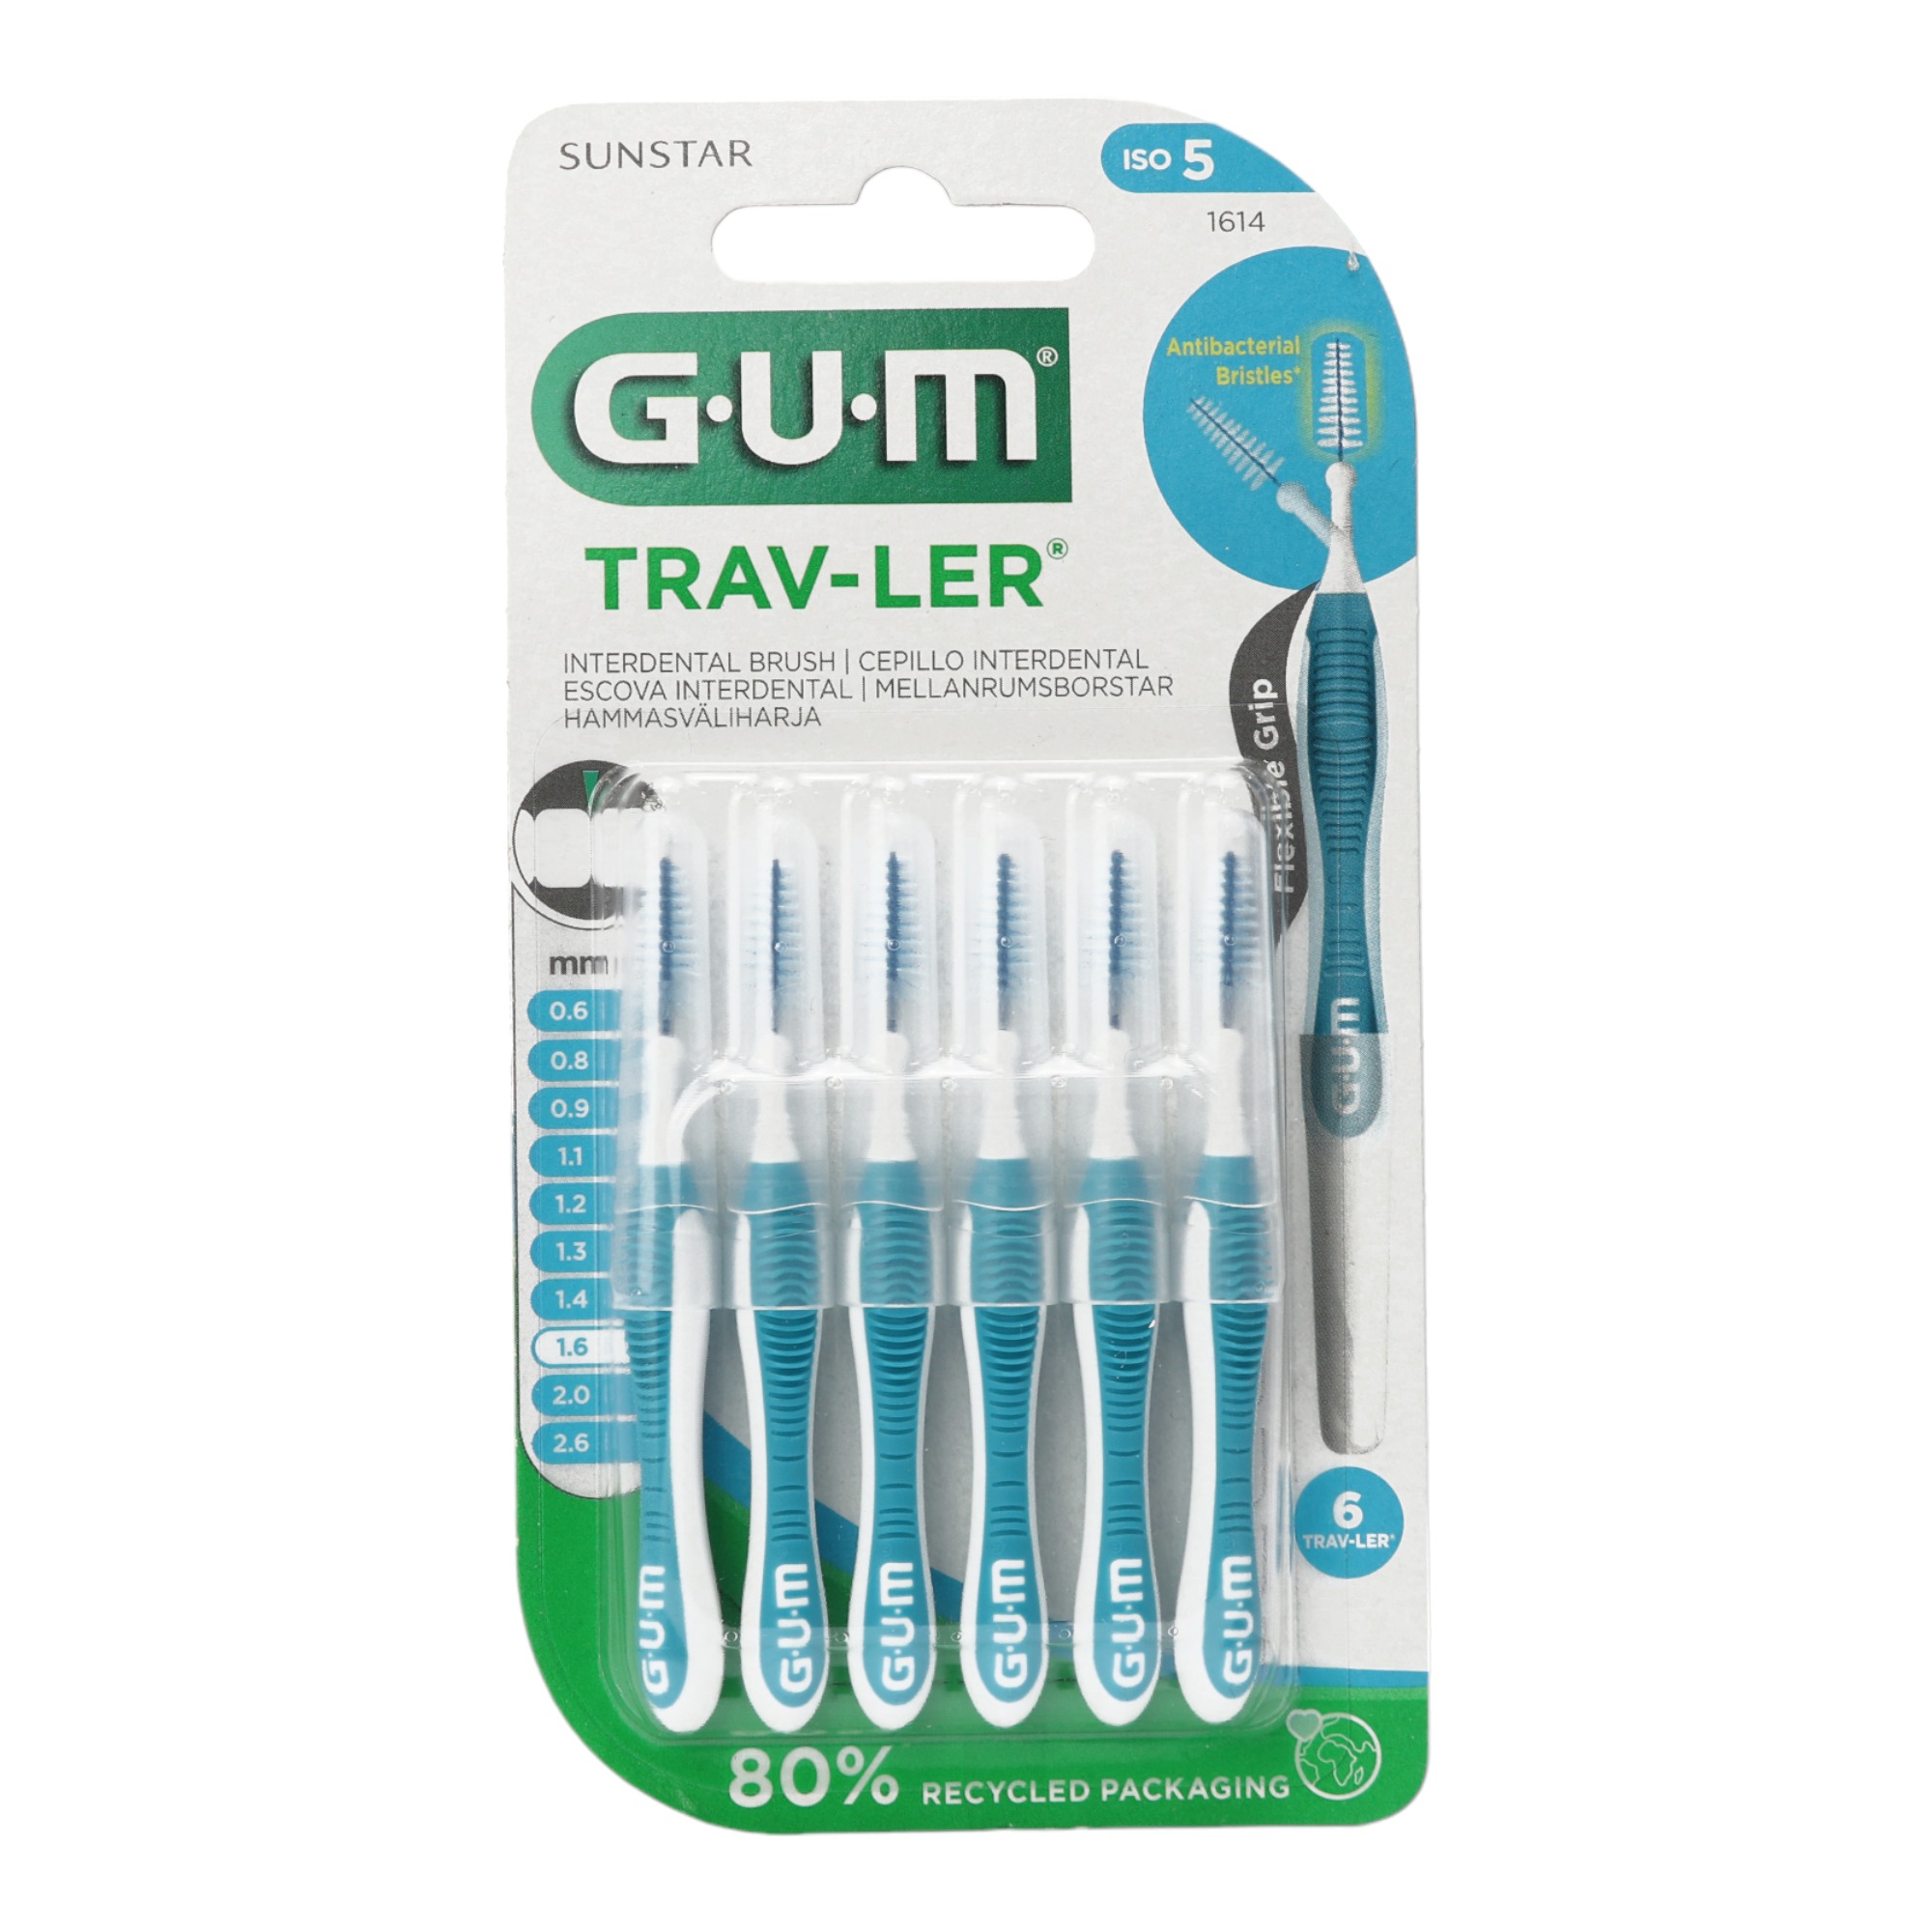 SUNSTAR
ISO 5
1614
G·U·M®
Antibacterial
Bristles*
TRAV-LER®
INTERDENTAL BRUSH | CEPILLO INTERDENTAL
ESCOVA INTERDENTAL | MELLANRUMSBORSTAR
HAMMASVÄLIHARJA
Flexible Grip
G·U·M
mm
0.6
0.8
0.9
1.1
1.2
1.3
1.4
1.6
2.0
2.6
6
TRAV-LER®
G·U·M
G·U·M
G·U·M
G·U·M
G·U·M
G·U·M
80% RECYCLED PACKAGING